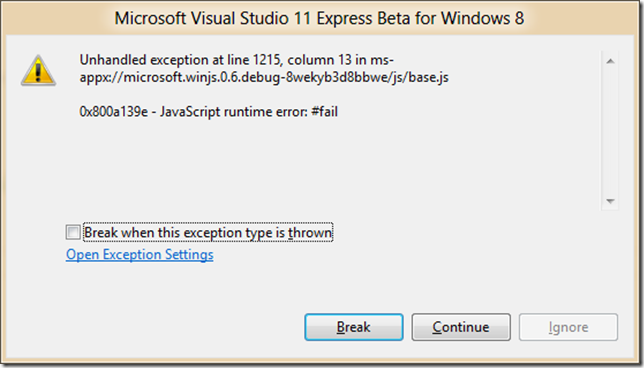 Microsoft Visual Studio 11 Express Beta for Windows 8
Unhandled exception at line 1215, column 13 in ms-
appx://microsoft.winjs.0.6.debug-8wekyb3d8bbwe/js/base.js
0x800a139e - JavaScript runtime error: #fail
Break when this exception type is thrown
Open Exception Settings
Break
Continue
Ignore